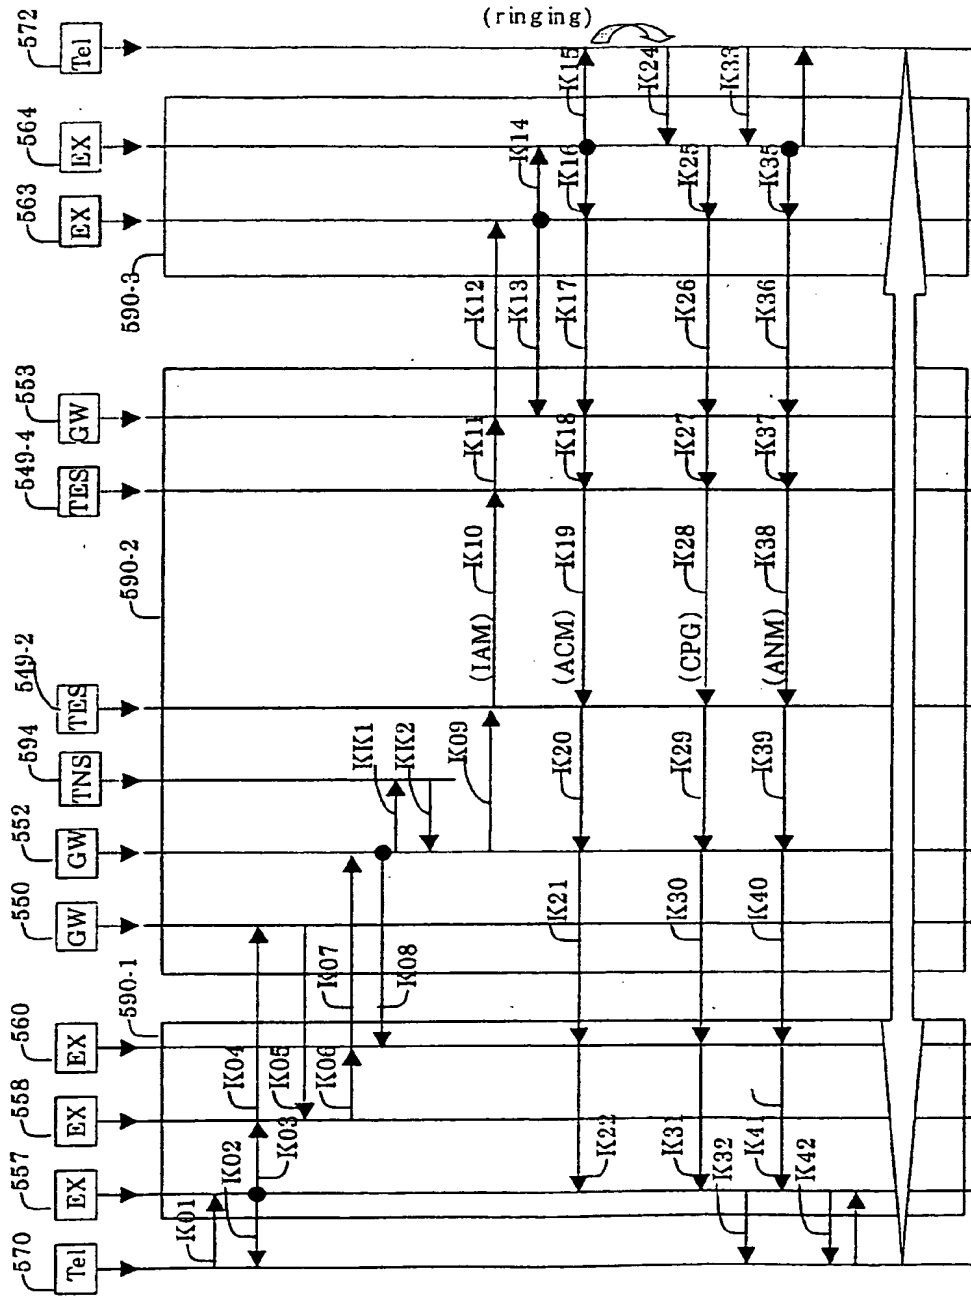 570
557
558
560
590-1
550
552
594
549-2
590-2
549-4
553
590-3
563
564
572
Tel
EX
EX
EX
GW
GW
TNS
TES
TES
GW
EX
EX
Tel
(ringing)
K01
K02
K03
K04
K05
K06
K07
K08
KK1
KK2
K09
(IAM)
K10
K11
K12
K13
K14
K15
K16
K17
K18
(ACM)
K19
K20
K21
K22
K24
K25
K26
K27
(CPG)
K28
K29
K30
K31
K32
K33
K35
K36
K37
(ANM)
K38
K39
K40
K41
K42